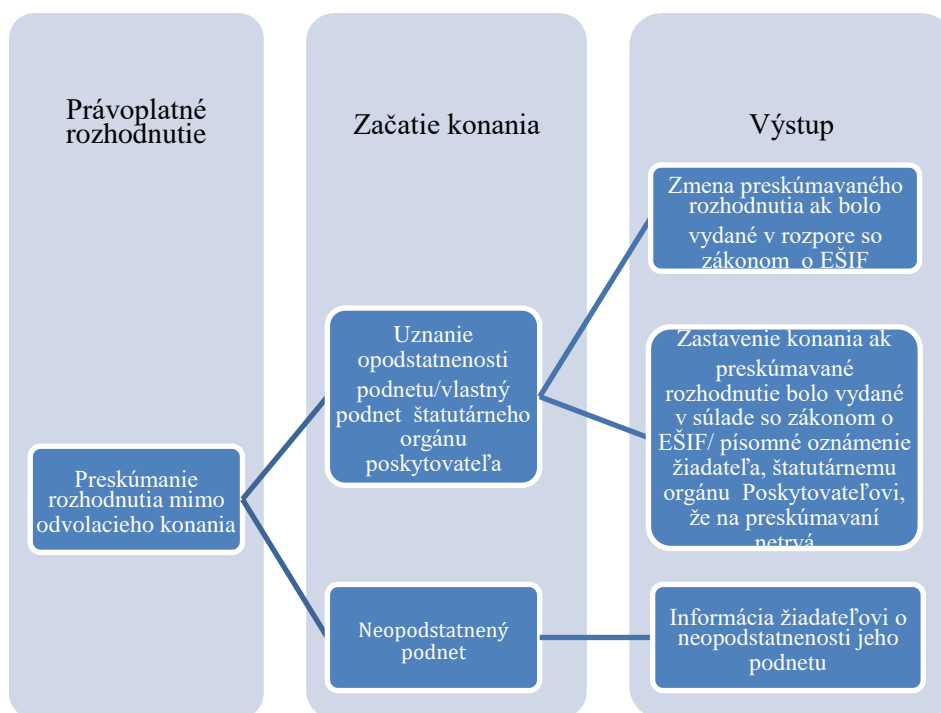 Právoplatné
rozhodnutie
Začatie konania
Výstup
Preskúmanie
rozhodnutia mimo
odvolacieho konania
Uznanie
opodstatnenosti
podnetu/vlastný
podnet štatutárneho
orgánu
poskytovateľa
Neopodstatnený
podnet
Zmena preskúmavaného
rozhodnutia ak bolo
vydané v rozpore so
zákonom o EŠIF
Zastavenie konania ak
preskúmavané
rozhodnutie bolo vydané
v súlade so zákonom o
EŠIF/ písomné oznámenie
žiadateľa, štatutárnemu
orgánu Poskytovateľovi,
že na preskúmavaní
netrvá
Informácia žiadateľovi o
neopodstatnenosti jeho
podnetu